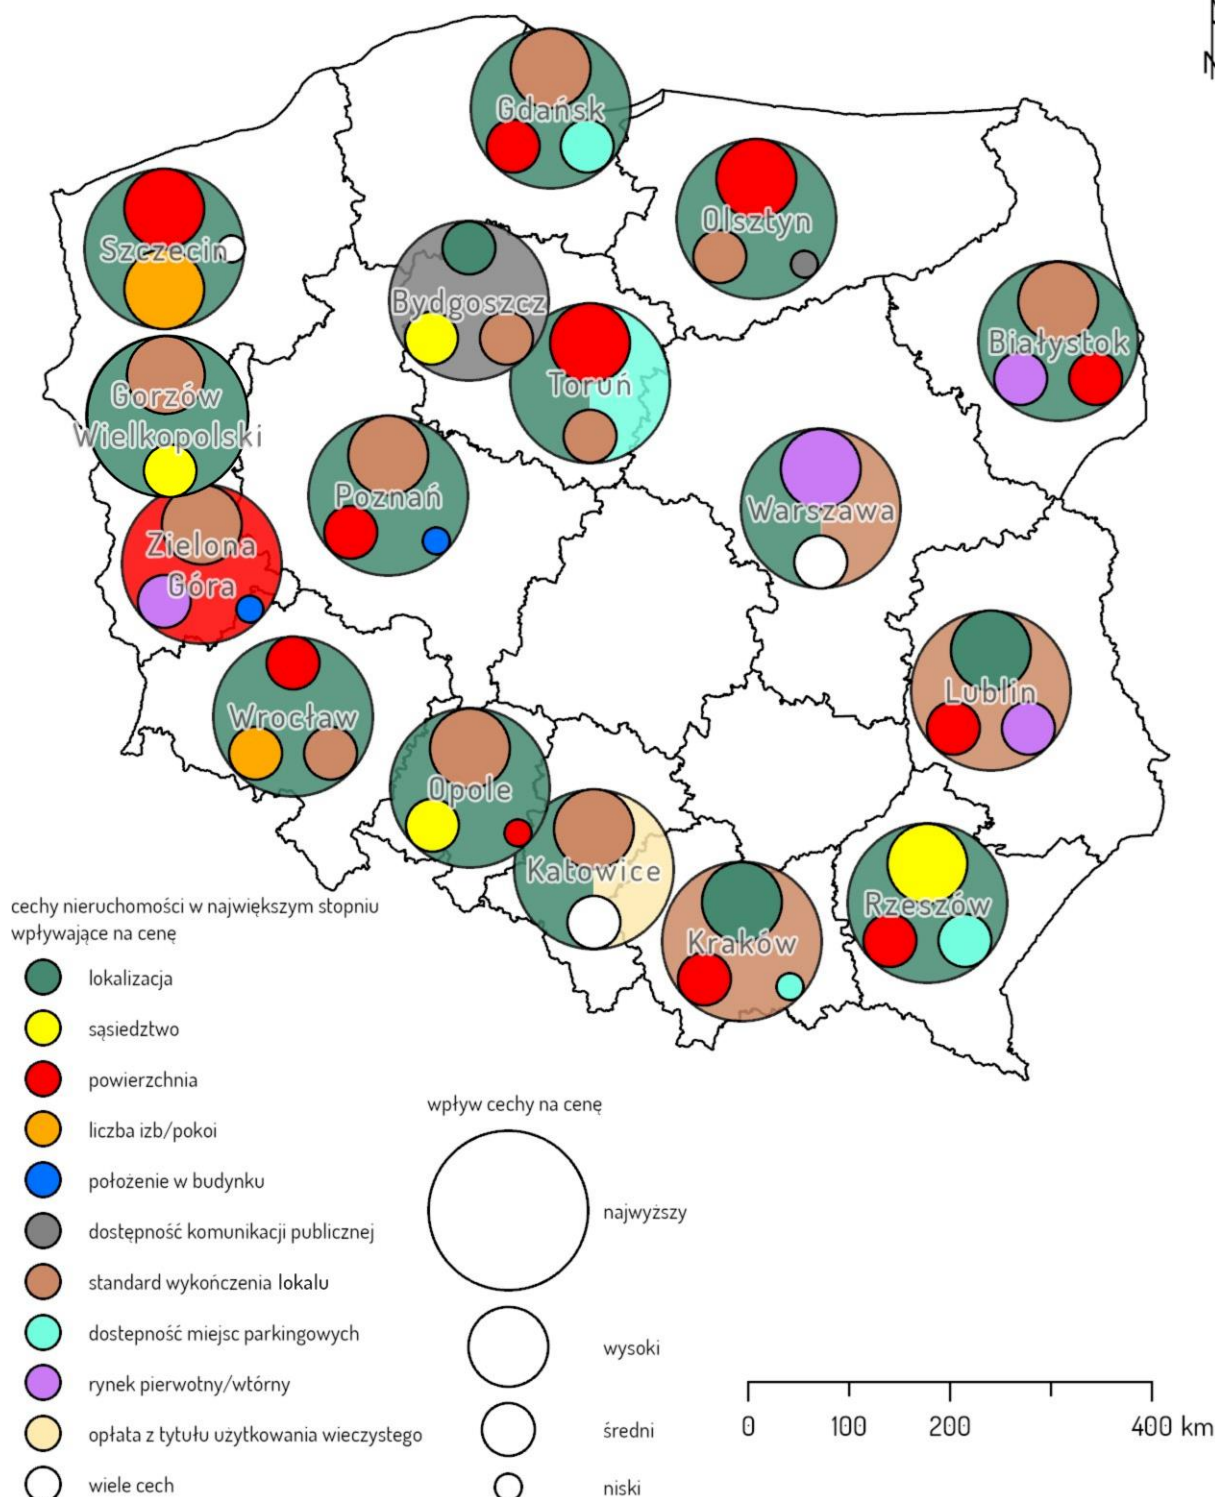 Gdańsk
Olsztyn
Szczecin
Bydgoszcz
Białystok
Toruń
Gorzów
Wielkopolski
Poznań
Warszawa
Zielona
Góra
Lublin
Wrocław
Opole
Katowice
Rzeszów
Kraków
cechy nieruchomości w największym stopniu
wpływające na cenę
lokalizacja
sąsiedztwo
powierzchnia
liczba izb/pokoi
położenie w budynku
dostępność komunikacji publicznej
standard wykończenia lokalu
dostepność miejsc parkingowych
rynek pierwotny/wtórny
opłata z tytułu użytkowania wieczystego
wiele cech
wpływ cechy na cenę
najwyższy
wysoki
średni
niski
0 100 200 400 km